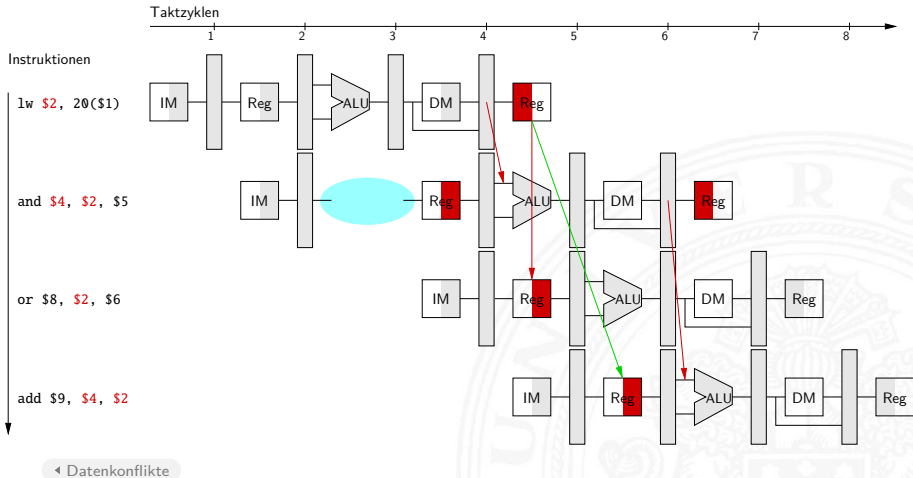 Taktzyklen
1 2 3 4 5 6 7 8
Instruktionen
lw $2, 20($1) IM Reg ALU DM Reg
and $4, $2, $5 IM Reg ALU DM Reg
or $8, $2, $6 IM Reg ALU DM Reg
add $9, $4, $2 IM Reg ALU DM Reg
Datenkonflikte